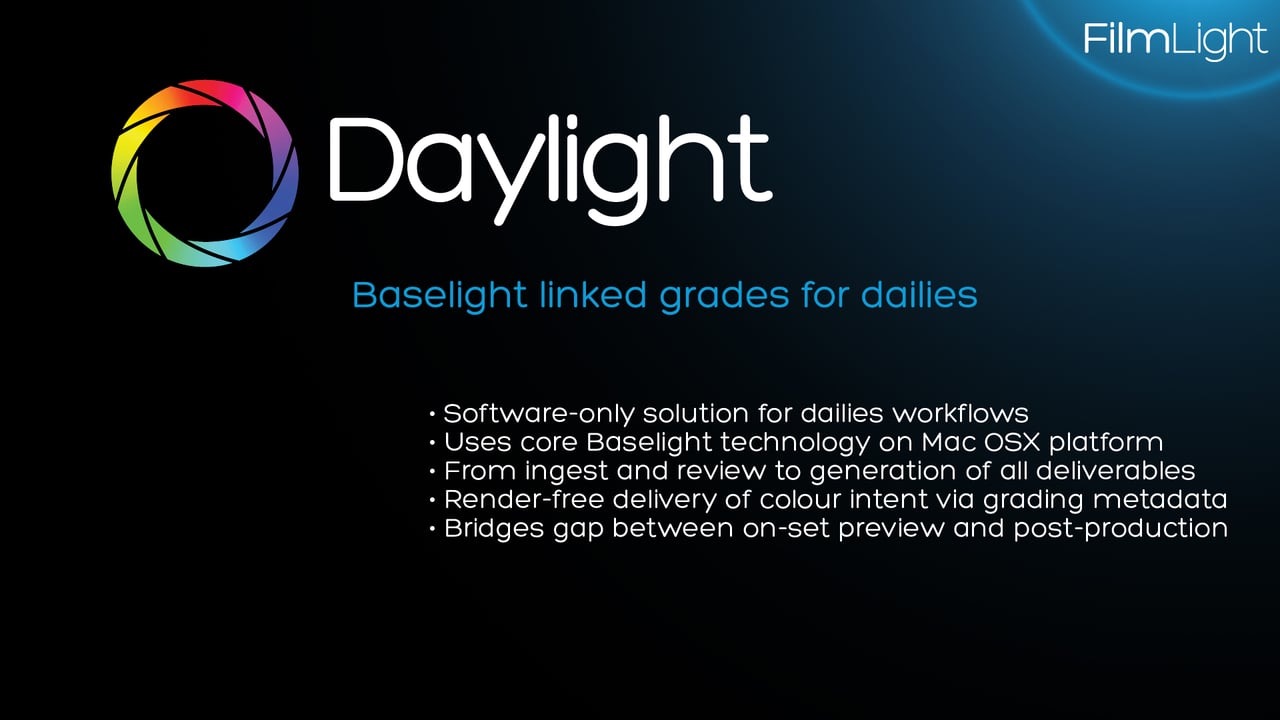 FilmLight
Daylight
Baselight linked grades for dailies
• Software-only solution for dailies workflows
• Uses core Baselight technology on Mac OSX platform
• From ingest and review to generation of all deliverables
• Render-free delivery of colour intent via grading metadata
• Bridges gap between on-set preview and post-production